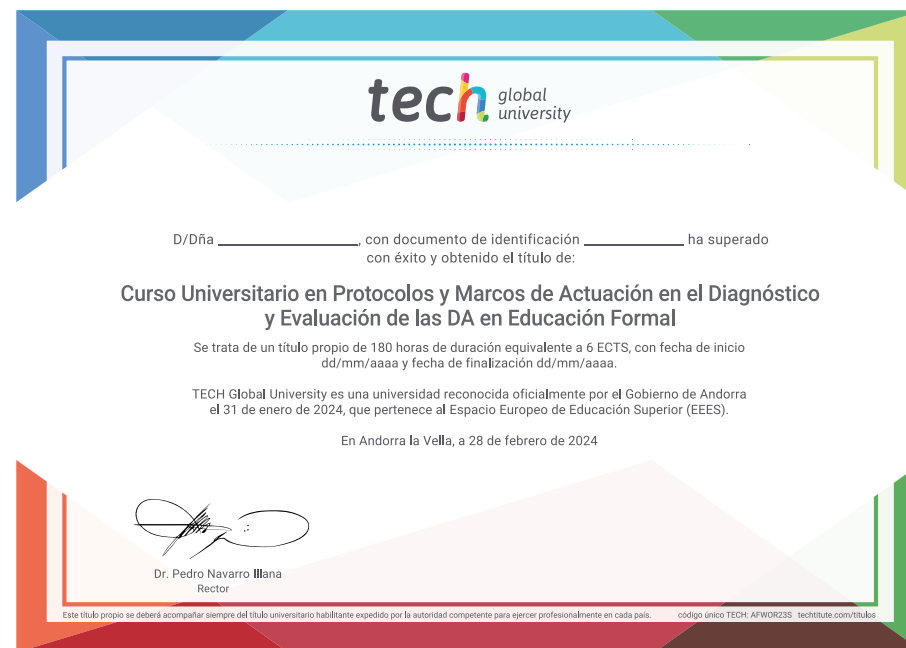 tech global university
D/Dña ____________, con documento de identificación ____________ ha superado
con éxito y obtenido el título de:
Curso Universitario en Protocolos y Marcos de Actuación en el Diagnóstico
y Evaluación de las DA en Educación Formal
Se trata de un título propio de 180 horas de duración equivalente a 6 ECTS, con fecha de inicio
dd/mm/aaaa y fecha de finalización dd/mm/aaaa.
TECH Global University es una universidad reconocida oficialmente por el Gobierno de Andorra
el 31 de enero de 2024, que pertenece al Espacio Europeo de Educación Superior (EEES).
En Andorra la Vella, a 28 de febrero de 2024
Dr. Pedro Navarro Illana
Rector
Este título propio se deberá acompañar siempre del título universitario habilitante expedido por la autoridad competente para ejercer profesionalmente en cada país. código único TECH: AFWOR23S techtitute.com/titulos